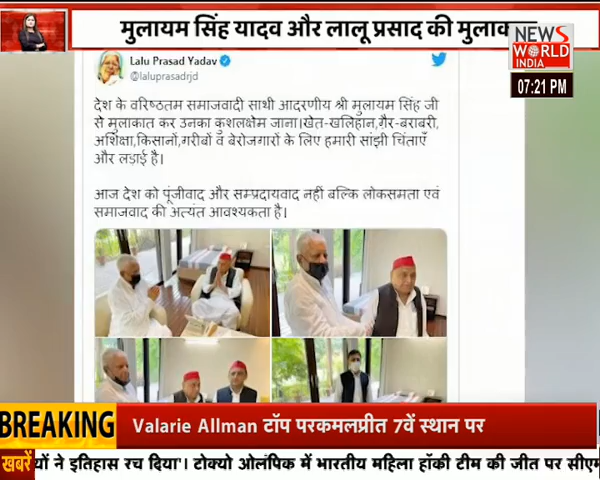 मुलायम सिंह यादव और लालू प्रसाद की
NEWS
WORLD
INDIA
07:21 PM
Lalu Prasad Yadav
@laluprasadrjd
देश के वरिष्ठतम समाजवादी साथी आदरणीय श्री मुलायम सिंह जी
से मुलाकात कर उनका कुशलक्षेम जाना।खेत-खलिहान,ग़ैर-बराबरी,
अशिक्षा,किसानों,गरीबों व बेरोजगारों के लिए हमारी सांझी चिंताएँ
और लड़ाई है।
आज देश को पूंजीवाद और सम्प्रदायवाद नहीं बल्कि लोकसमता एवं
समाजवाद की अत्यंत आवश्यकता है।
BREAKING
Valarie Allman टॉप परकमलप्रीत 7वें स्थान पर
खबरें
ने इतिहास रच दिया'। टोक्यो ओलंपिक में भारतीय महिला हॉकी टीम की जीत पर